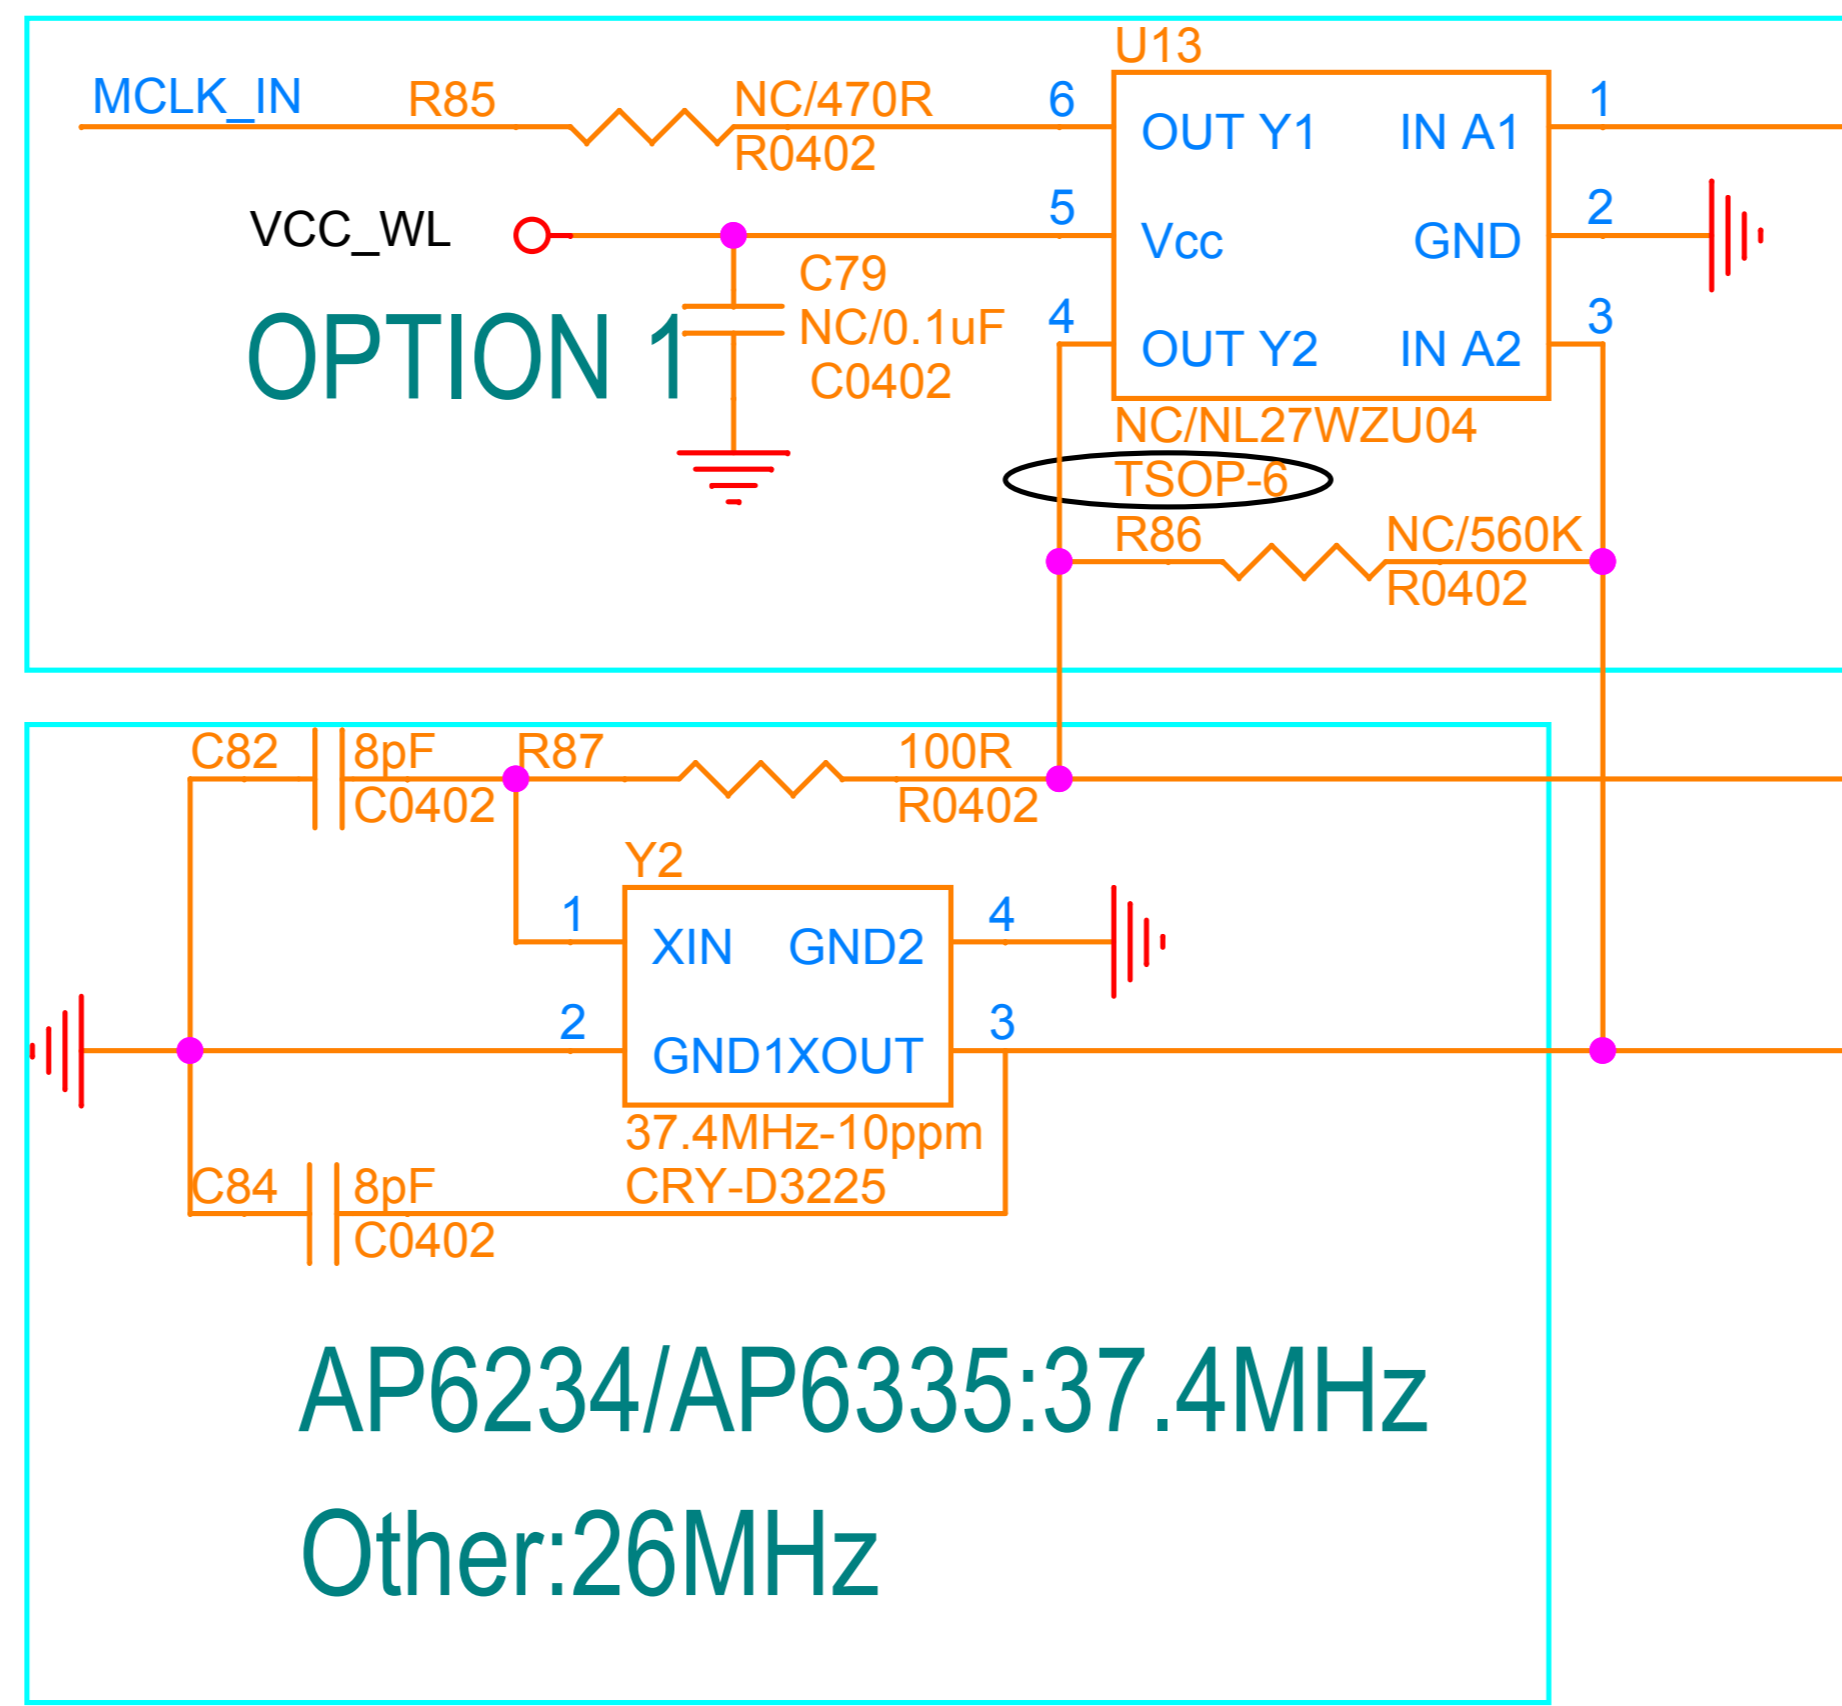 U13
MCLK_IN
R85
NC/470R
R0402
6
OUT Y1
IN A1
1
VCC_WL
5
Vcc
GND
2
C79
NC/0.1uF
C0402
OPTION 1
4
OUT Y2
IN A2
3
NC/NL27WZU04
TSOP-6
R86
NC/560K
R0402
C82
8pF
C0402
R87
100R
R0402
Y2
1
XIN
GND2
4
2
GND1
XOUT
3
37.4MHz-10ppm
CRY-D3225
C84
8pF
C0402
AP6234/AP6335:37.4MHz
Other:26MHz